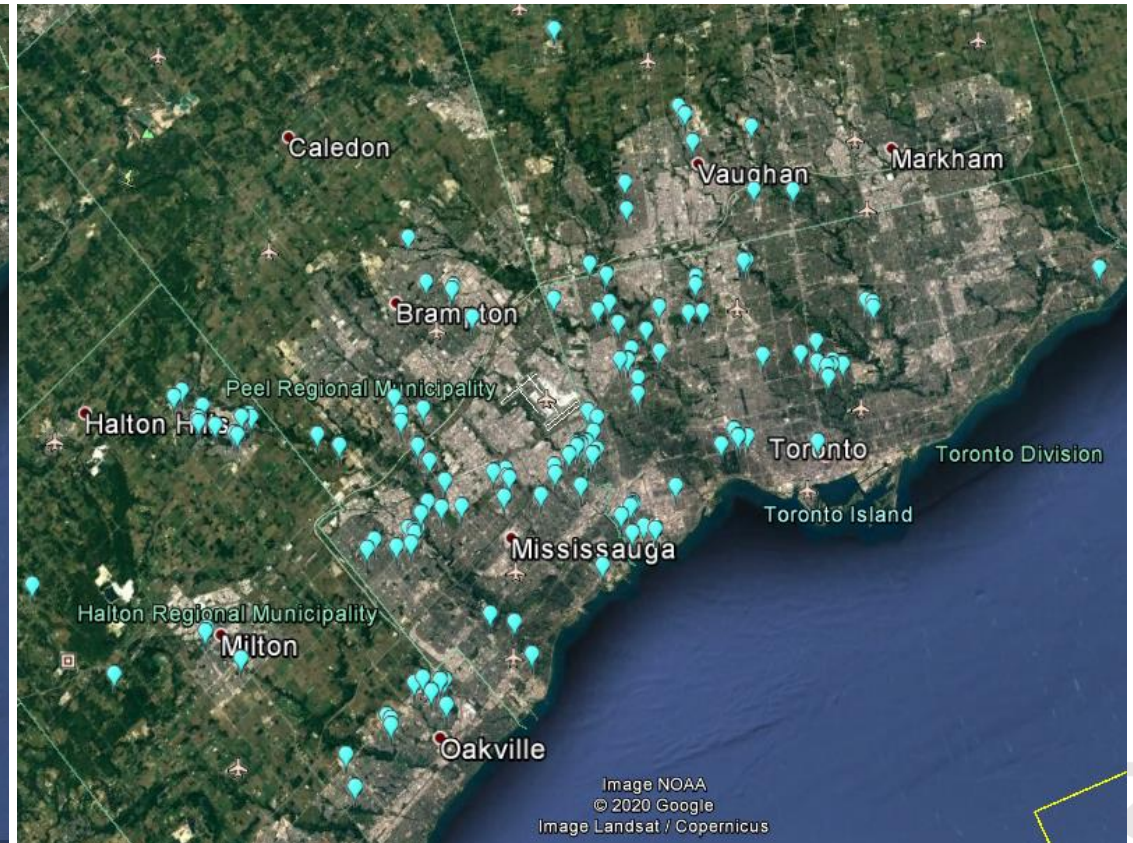 Caledon
Vaughan
Markham
Brampton
Peel Regional Municipality
Halton Hills
Toronto
Toronto Division
Toronto Island
Mississauga
Halton Regional Municipality
Milton
Oakville
Image NOAA
© 2020 Google
Image Landsat / Copernicus